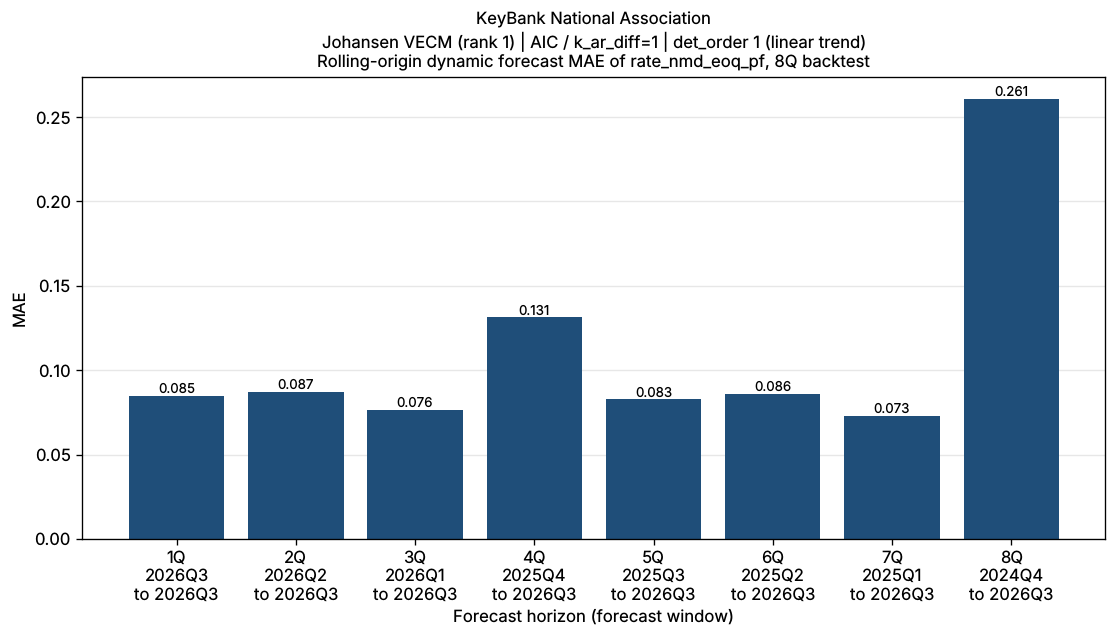 KeyBank National Association
Johansen VECM (rank 1) | AIC / k_ar_diff=1 | det_order 1 (linear trend)
Rolling-origin dynamic forecast MAE of rate_nmd_eoq_pf, 8Q backtest
MAE
0.25
0.20
0.15
0.10
0.05
0.00
0.085
0.087
0.076
0.131
0.083
0.086
0.073
0.261
1Q
2026Q3
to 2026Q3
2Q
2026Q2
to 2026Q3
3Q
2026Q1
to 2026Q3
4Q
2025Q4
to 2026Q3
5Q
2025Q3
to 2026Q3
6Q
2025Q2
to 2026Q3
7Q
2025Q1
to 2026Q3
8Q
2024Q4
to 2026Q3
Forecast horizon (forecast window)